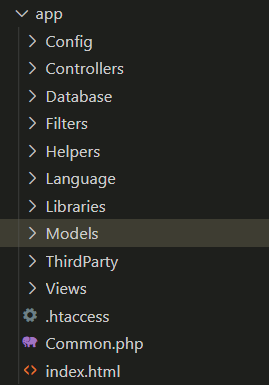 app
Config
Controllers
Database
Filters
Helpers
Language
Libraries
Models
ThirdParty
Views
.htaccess
Common.php
index.html